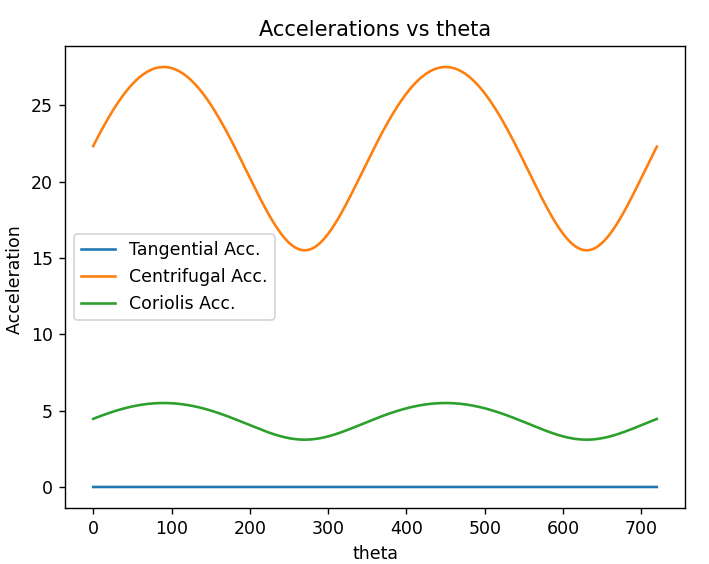 Accelerations vs theta
25
20
15
10
5
0
Acceleration
Tangential Acc.
Centrifugal Acc.
Coriolis Acc.
0 100 200 300 400 500 600 700
theta